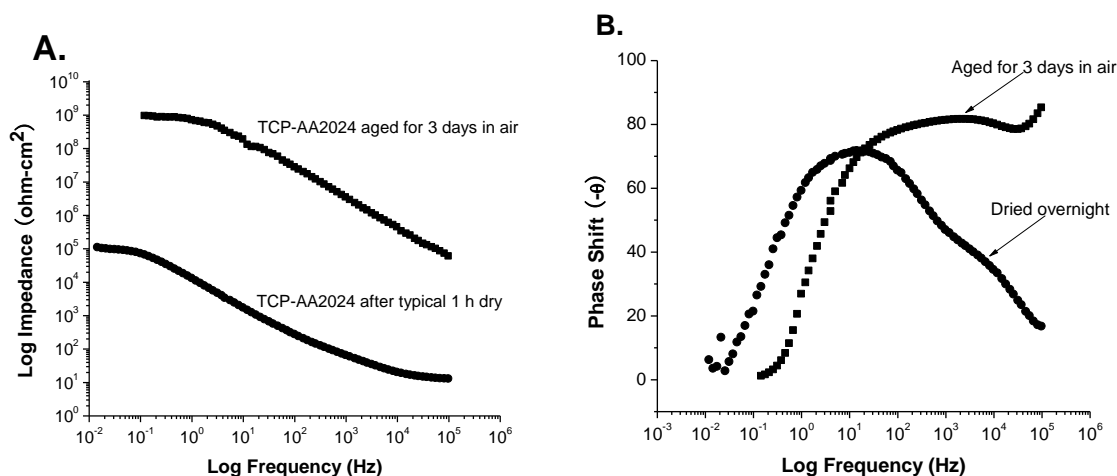 A.
10^10
10^9
10^8
10^7
10^6
10^5
10^4
10^3
10^2
10^1
10^0
Log Impedance (ohm-cm^2)
TCP-AA2024 aged for 3 days in air
TCP-AA2024 after typical 1 h dry
10^-2 10^-1 10^0 10^1 10^2 10^3 10^4 10^5
Log Frequency (Hz)
B.
100
80
60
40
20
0
Phase Shift (-θ)
Aged for 3 days in air
Dried overnight
10^-3 10^-2 10^-1 10^0 10^1 10^2 10^3 10^4 10^5 10^6
Log Frequency (Hz)